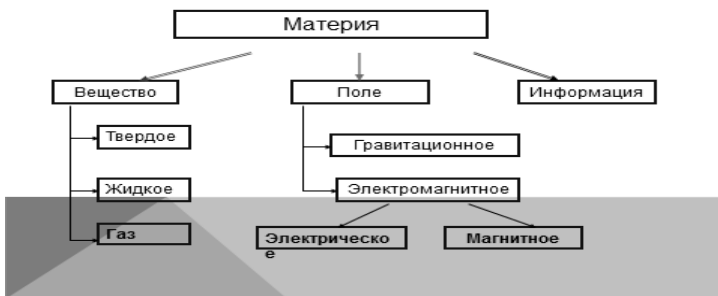 Материя
Вещество
Поле
Информация
Твердое
Гравитационное
Жидкое
Электромагнитное
Газ
Электрическо
е
Магнитное